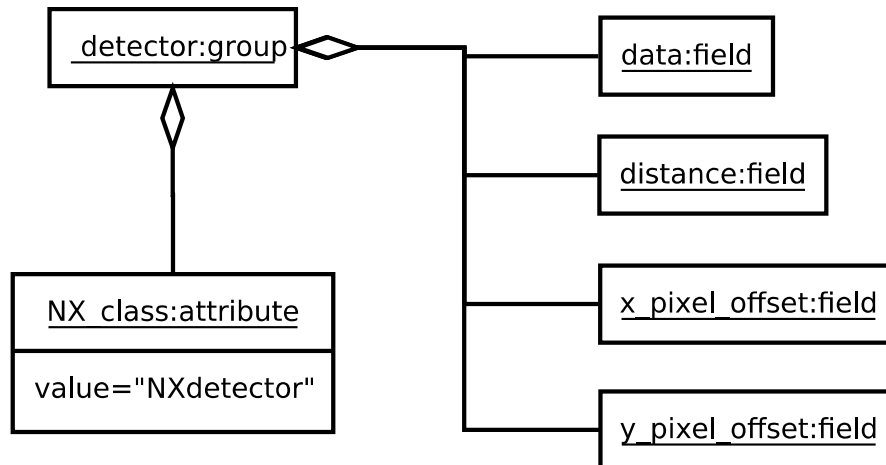 detector:group
data:field
distance:field
NX_class:attribute
x_pixel_offset:field
value="NXdetector"
y_pixel_offset:field